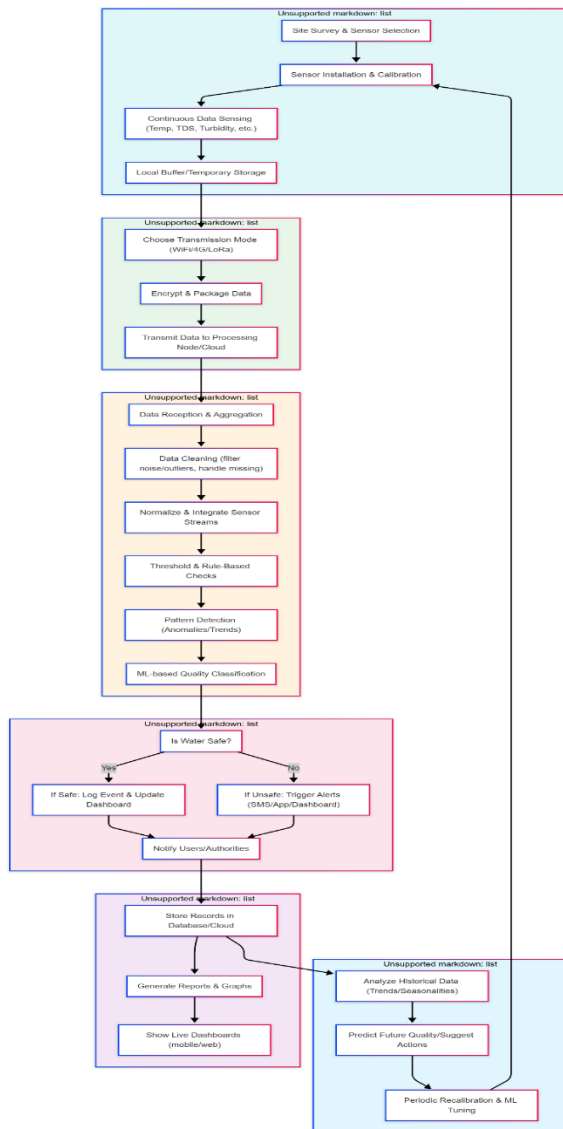 Unsupported markdown: list
Site Survey & Sensor Selection
Sensor Installation & Calibration
Continuous Data Sensing
(Temp, TDS, Turbidity, etc.)
Local Buffer/Temporary Storage
Unsupported markdown: list
Choose Transmission Mode
(WiFi/4G/LoRa)
Encrypt & Package Data
Transmit Data to Processing
Node/Cloud
Unsupported markdown: list
Data Reception & Aggregation
Data Cleaning (filter
noise/outliers, handle missing)
Normalize & Integrate Sensor
Streams
Threshold & Rule-Based
Checks
Pattern Detection
(Anomalies/Trends)
ML-based Quality Classification
Unsupported markdown: list
Is Water Safe?
Yes
No
If Safe: Log Event & Update
Dashboard
If Unsafe: Trigger Alerts
(SMS/App/Dashboard)
Notify Users/Authorities
Unsupported markdown: list
Store Records in
Database/Cloud
Generate Reports & Graphs
Show Live Dashboards
(mobile/web)
Unsupported markdown: list
Analyze Historical Data
(Trends/Seasonalities)
Predict Future Quality/Suggest
Actions
Periodic Recalibration & ML
Tuning